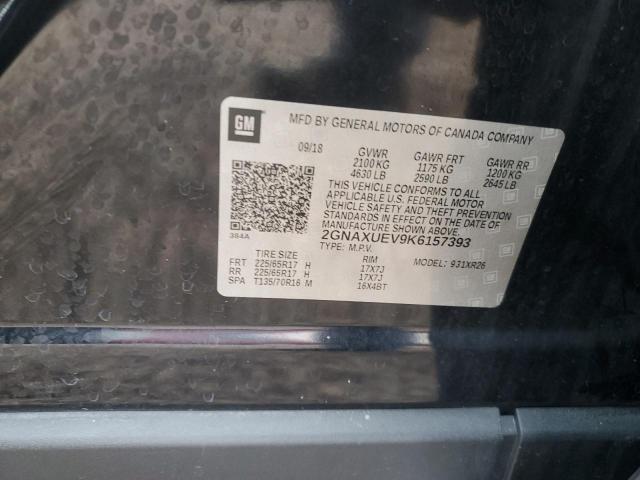 GM
MFD BY GENERAL MOTORS OF CANADA COMPANY
09/18 GVWR GAWR FRT GAWR RR
2100 KG 1175 KG 1200 KG
4630 LB 2590 LB 2645 LB
THIS VEHICLE CONFORMS TO ALL
APPLICABLE U.S. FEDERAL MOTOR
VEHICLE SAFETY AND THEFT PREVENTION
STANDARDS IN EFFECT ON THE DATE
OF MANUFACTURE SHOWN ABOVE.
384A 2GNAXUEV9K6157393
TYPE: M.P.V. MODEL: 931XR26
TIRE SIZE RIM
FRT 225/65R17 H 17X7J
RR 225/65R17 H 17X7J
SPA T135/70R16 M 16X4BT